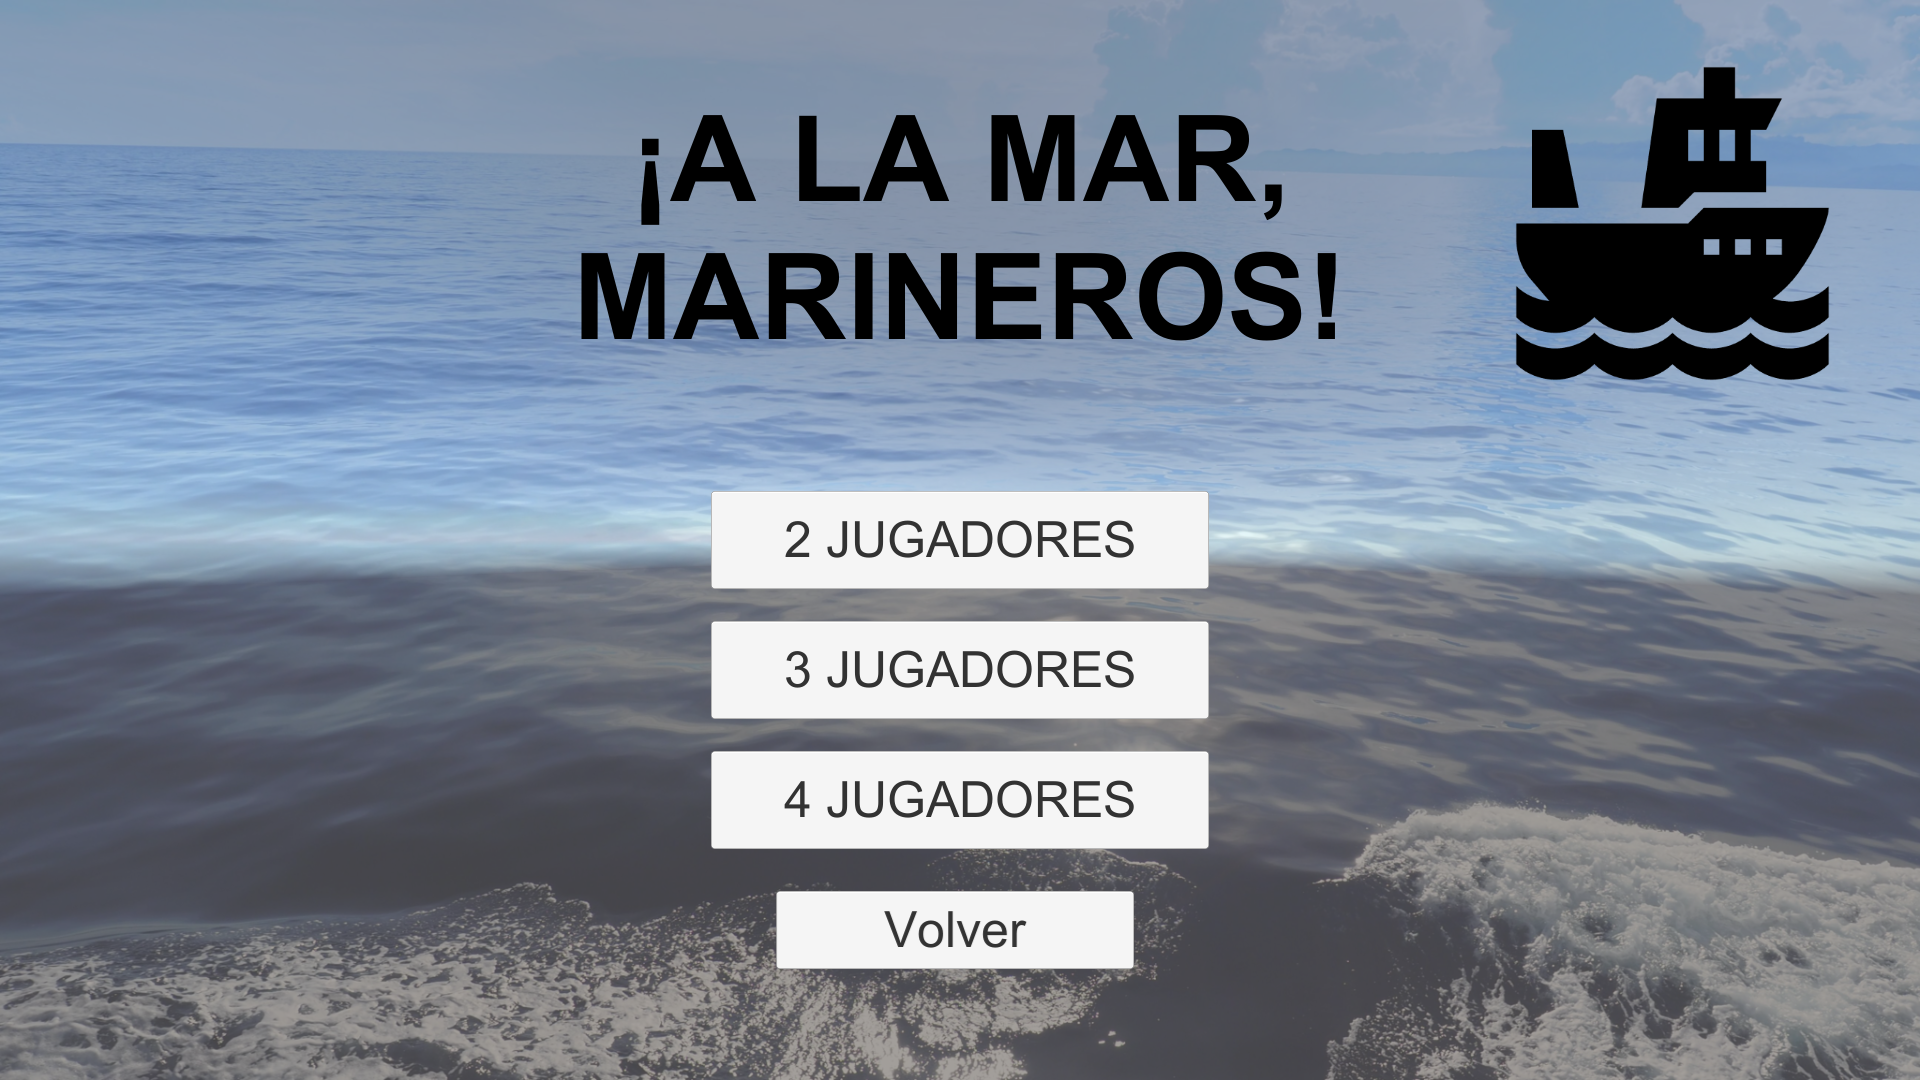 ¡A LA MAR,
MARINEROS!
2 JUGADORES
3 JUGADORES
4 JUGADORES
Volver